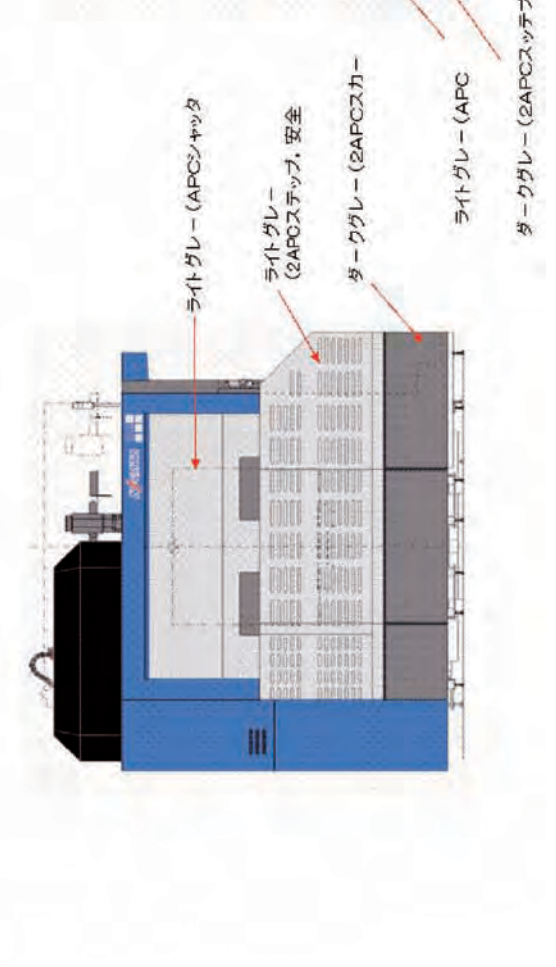 ライトグレー(APCシャッタ
ライトグレー
(2APCステップ, 安全
ダークグレー(2APCスカー
ライトグレー(APC
ダークグレー(2APCステップ